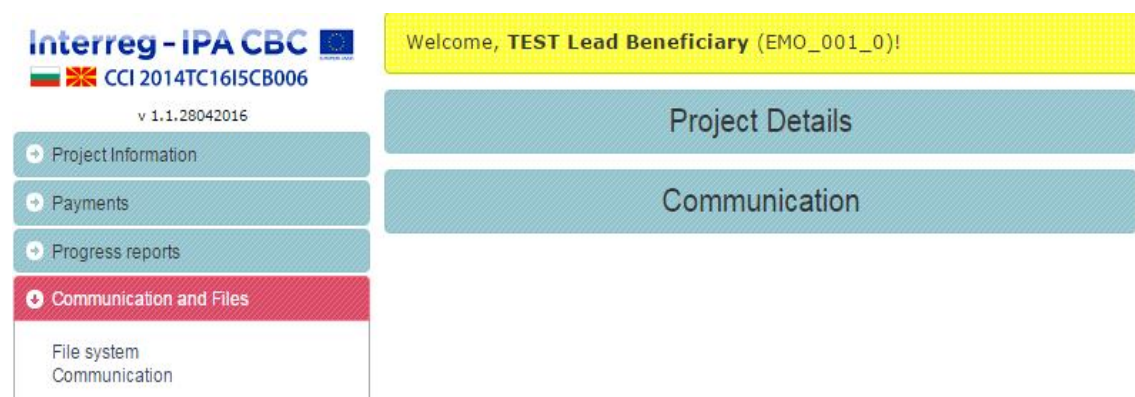 Interreg - IPA CBC
CCI 2014TC16I5CB006
v 1.1.28042016
Project Information
Payments
Progress reports
Communication and Files
File system
Communication
Welcome, TEST Lead Beneficiary (EMO_001_0)!
Project Details
Communication